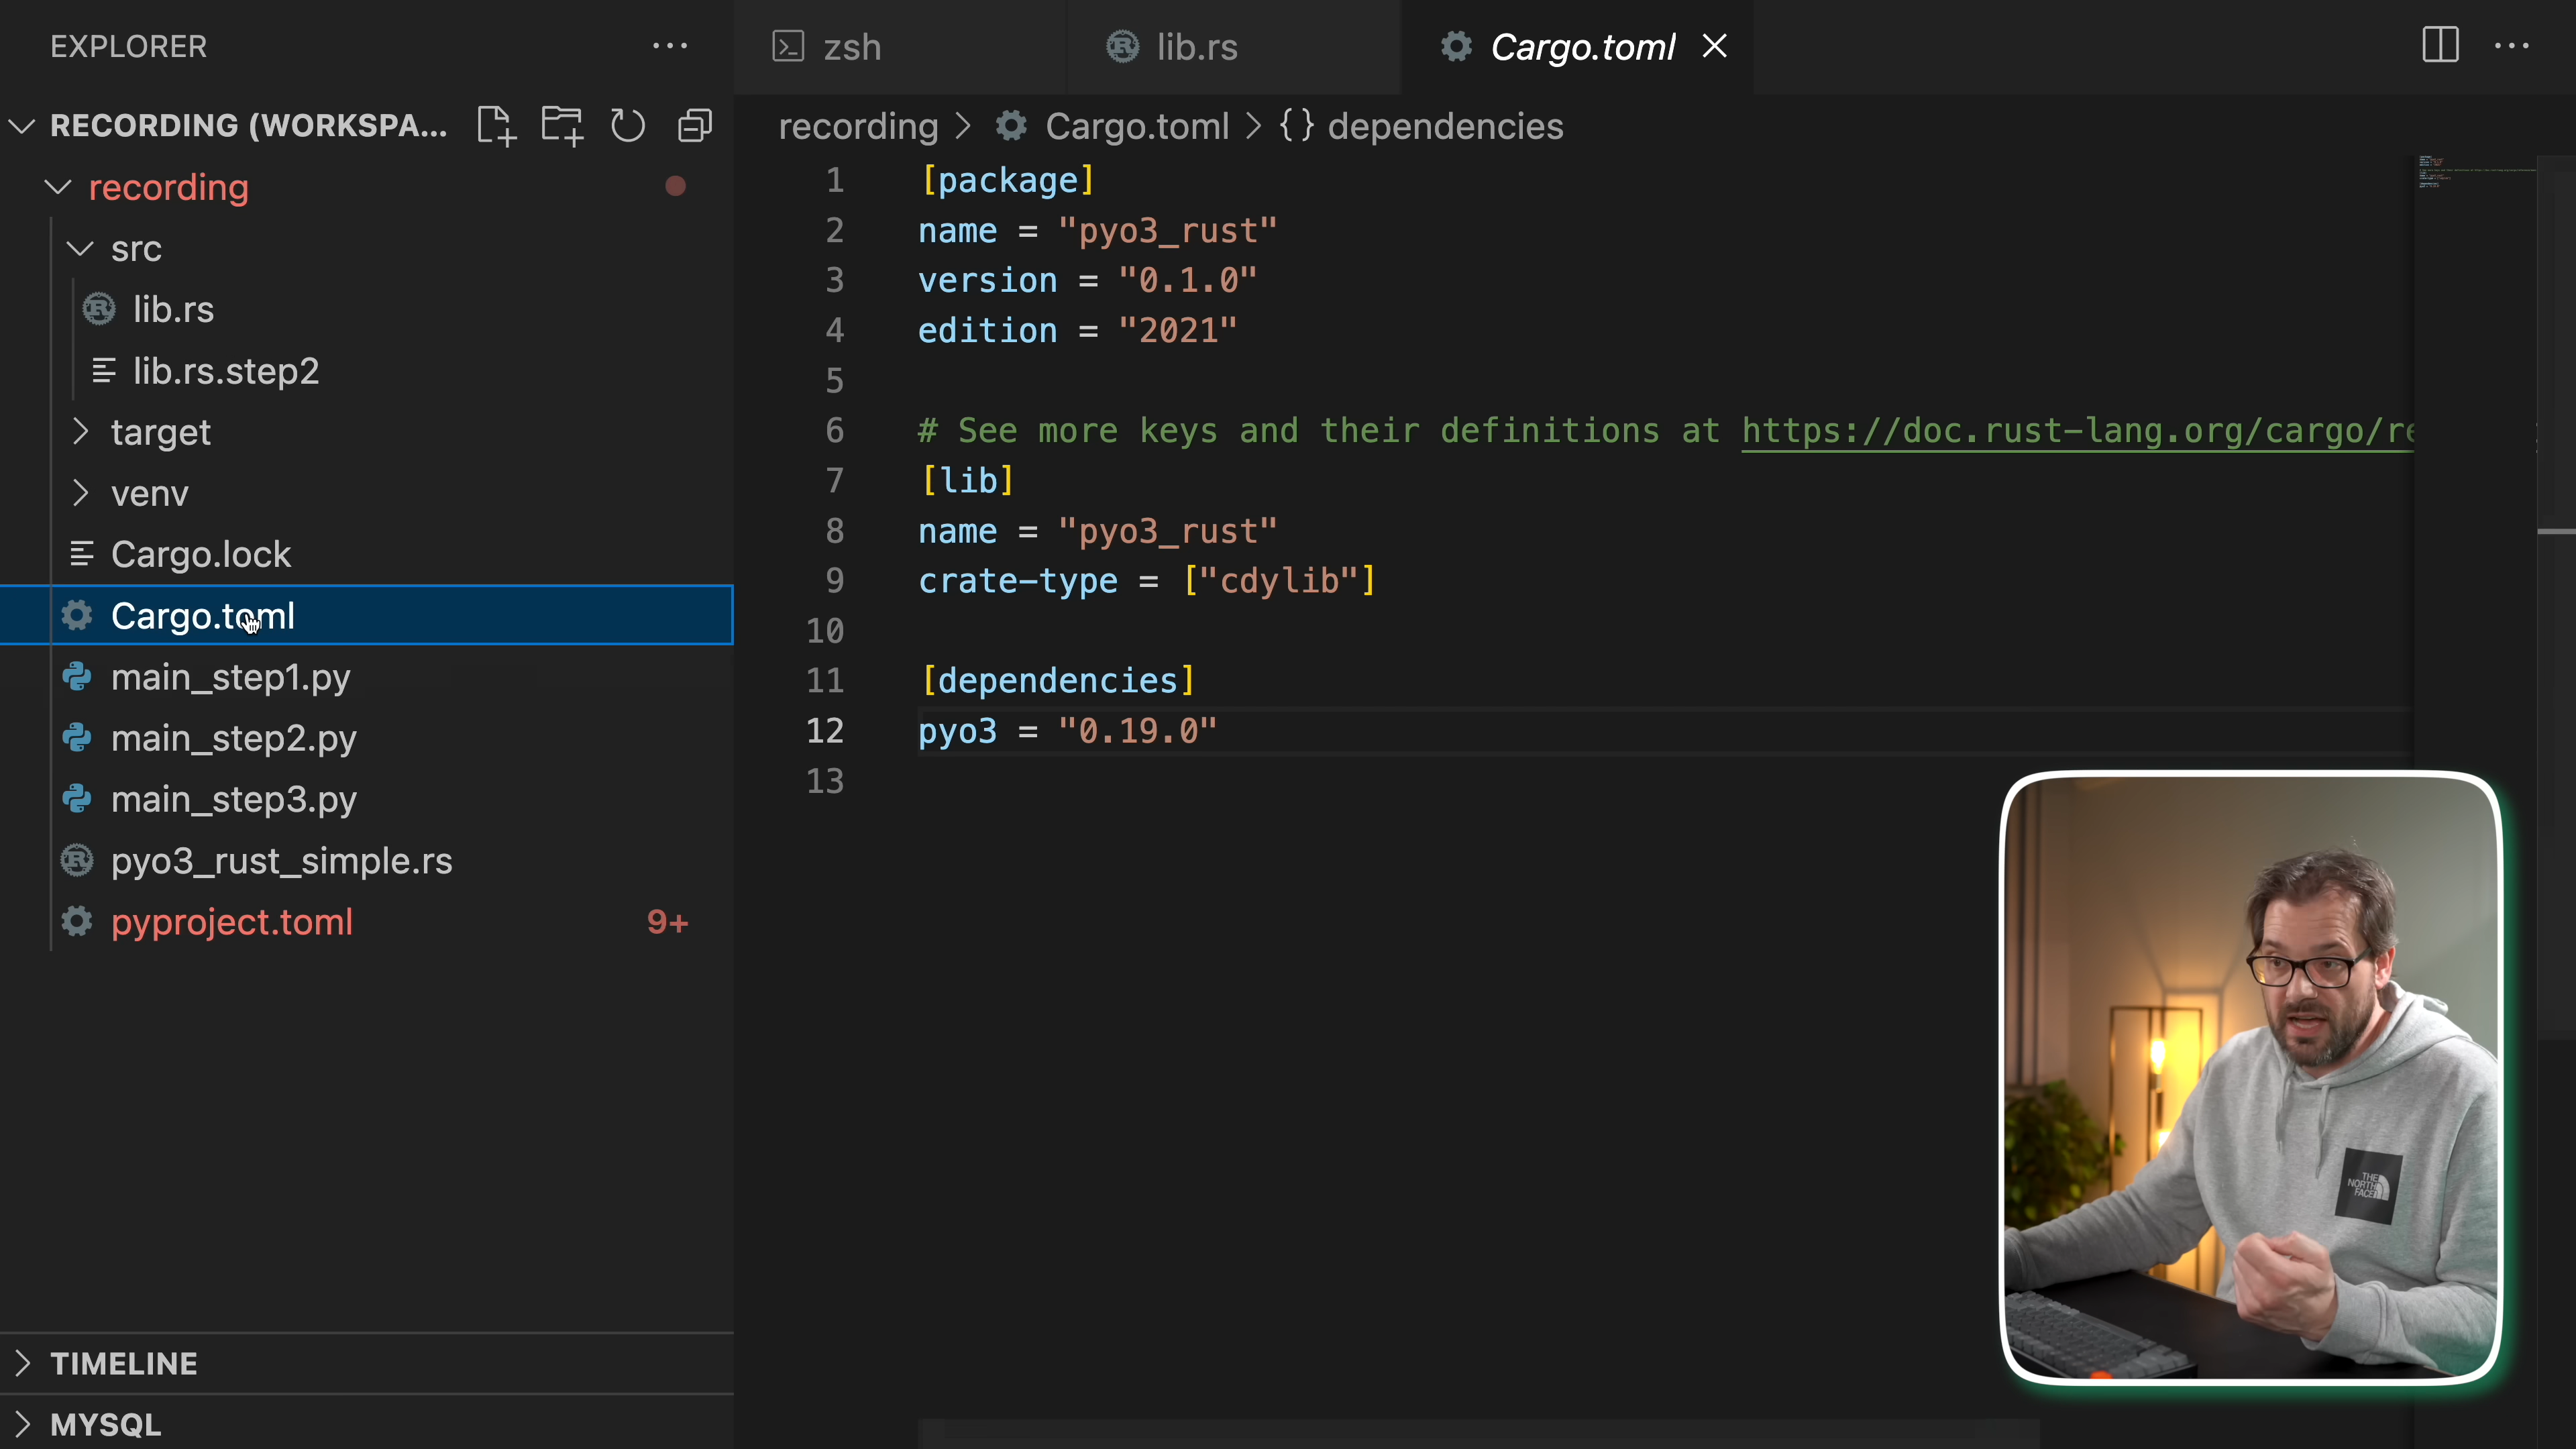 EXPLORER
RECORDING (WORKSPA...
recording
src
lib.rs
lib.rs.step2
target
venv
Cargo.lock
Cargo.toml
main_step1.py
main_step2.py
main_step3.py
pyo3_rust_simple.rs
pyproject.toml 9+
TIMELINE
MYSQL
zsh
lib.rs
Cargo.toml
recording > Cargo.toml > {} dependencies
1 [package]
2 name = "pyo3_rust"
3 version = "0.1.0"
4 edition = "2021"
5
6 # See more keys and their definitions at https://doc.rust-lang.org/cargo/re
7 [lib]
8 name = "pyo3_rust"
9 crate-type = ["cdylib"]
10
11 [dependencies]
12 pyo3 = "0.19.0"
13
THE
NORTH
FACE